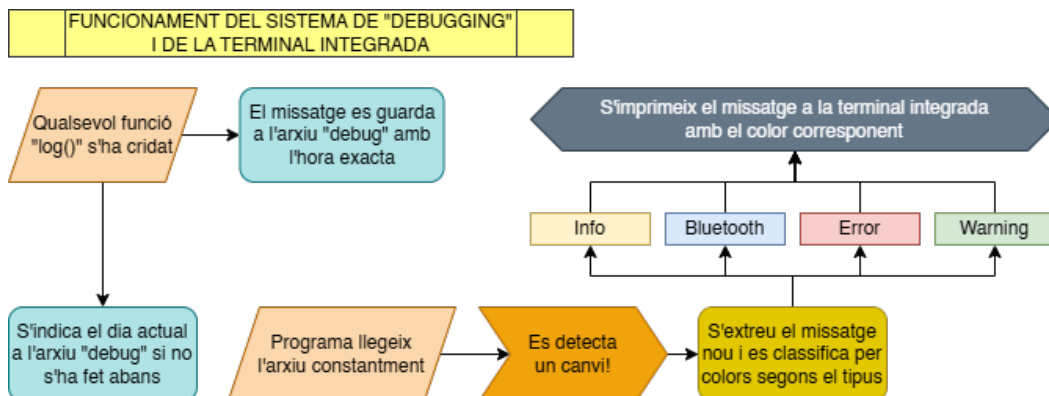 FUNCIONAMENT DEL SISTEMA DE "DEBUGGING"
I DE LA TERMINAL INTEGRADA
Qualsevol funció
"log()" s'ha cridat
El missatge es guarda
a l'arxiu "debug" amb
l'hora exacta
S'imprimeix el missatge a la terminal integrada
amb el color corresponent
Info
Bluetooth
Error
Warning
S'indica el dia actual
a l'arxiu "debug" si no
s'ha fet abans
Programa llegeix
l'arxiu constantment
Es detecta
un canvi!
S'extreu el missatge
nou i es classifica per
colors segons el tipus